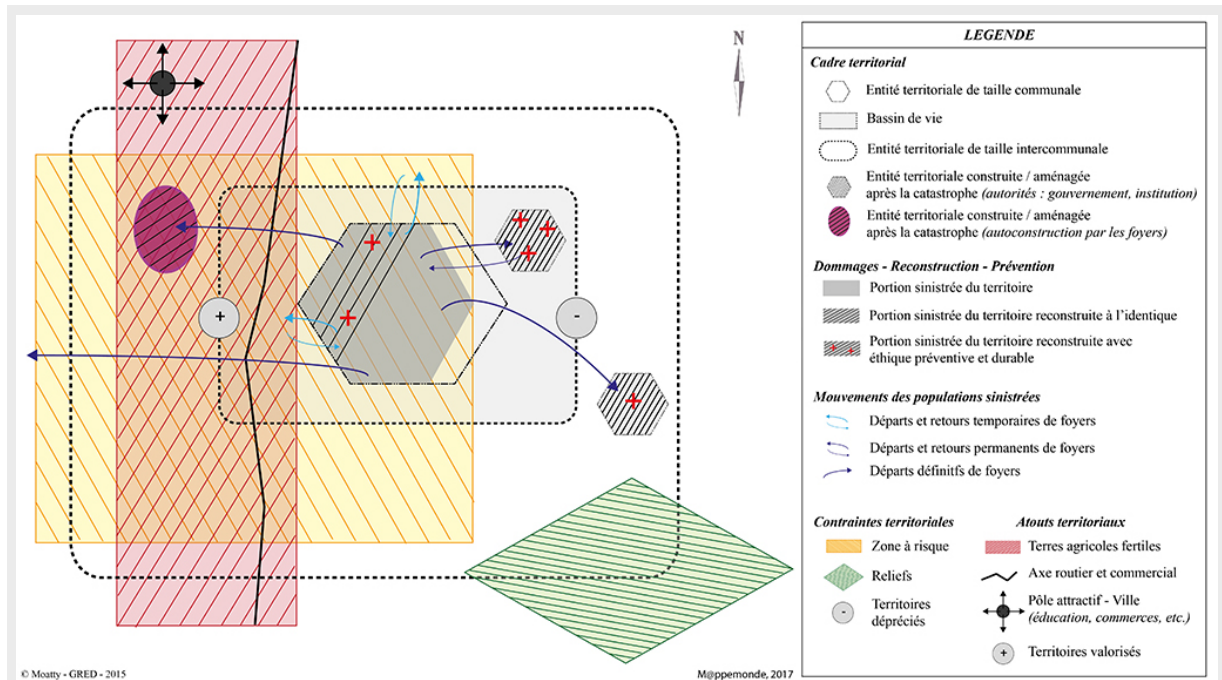 N
+
-
© Moatty - GRED - 2015
M@ppemonde, 2017
LEGENDE
Cadre territorial
Entité territoriale de taille communale
Bassin de vie
Entité territoriale de taille intercommunale
Entité territoriale construite / aménagée
après la catastrophe (autorités : gouvernement, institution)
Entité territoriale construite / aménagée
après la catastrophe (autoconstruction par les foyers)
Dommages - Reconstruction - Prévention
Portion sinistrée du territoire
Portion sinistrée du territoire reconstruite à l'identique
Portion sinistrée du territoire reconstruite avec
éthique préventive et durable
Mouvements des populations sinistrées
Départs et retours temporaires de foyers
Départs et retours permanents de foyers
Départs définitfs de foyers
Contraintes territoriales
Zone à risque
Reliefs
-
Territoires
dépréciés
Atouts territoriaux
Terres agricoles fertiles
Axe routier et commercial
Pôle attractif - Ville
(éducation, commerces, etc.)
+
Territoires valorisés